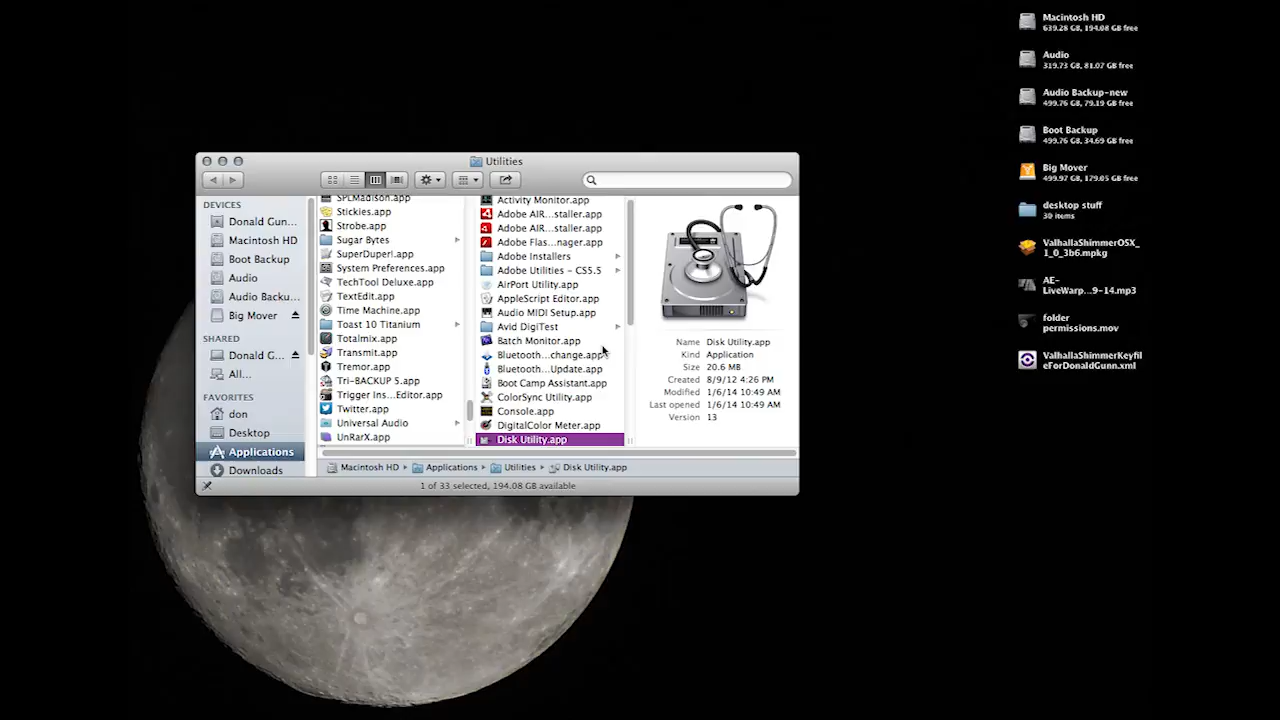 Utilities
DEVICES
Donald Gun...
Macintosh HD
Boot Backup
Audio
Audio Backu...
Big Mover
SHARED
Donald G...
All...
FAVORITES
don
Desktop
Applications
Downloads
SPLMadison.app
Stickies.app
Strobe.app
Sugar Bytes
SuperDuper!.app
System Preferences.app
TechTool Deluxe.app
TextEdit.app
Time Machine.app
Toast 10 Titanium
Totalmix.app
Transmit.app
Tremor.app
Tri-BACKUP 5.app
Trigger Ins...Editor.app
Twitter.app
Universal Audio
UnRarX.app
Activity Monitor.app
Adobe AIR...staller.app
Adobe AIR...staller.app
Adobe Flas...nager.app
Adobe Installers
Adobe Utilities - CS5.5
AirPort Utility.app
AppleScript Editor.app
Audio MIDI Setup.app
Avid DigiTest
Batch Monitor.app
Bluetooth...change.app
Bluetooth...Update.app
Boot Camp Assistant.app
ColorSync Utility.app
Console.app
DigitalColor Meter.app
Disk Utility.app
Name Disk Utility.app
Kind Application
Size 20.6 MB
Created 8/9/12 4:26 PM
Modified 1/6/14 10:49 AM
Last opened 1/6/14 10:49 AM
Version 13
Macintosh HD Applications Utilities Disk Utility.app
1 of 33 selected, 194.08 GB available
Macintosh HD
639.28 GB, 194.08 GB free
Audio
319.73 GB, 81.07 GB free
Audio Backup-new
499.76 GB, 79.19 GB free
Boot Backup
499.76 GB, 34.69 GB free
Big Mover
499.97 GB, 179.05 GB free
desktop stuff
30 items
ValhallaShimmerOSX_
1_0_3b6.mpkg
AE-
LiveWarp...9-14.mp3
folder
permissions.mov
ValhallaShimmerKeyfil
eForDonaldGunn.xml